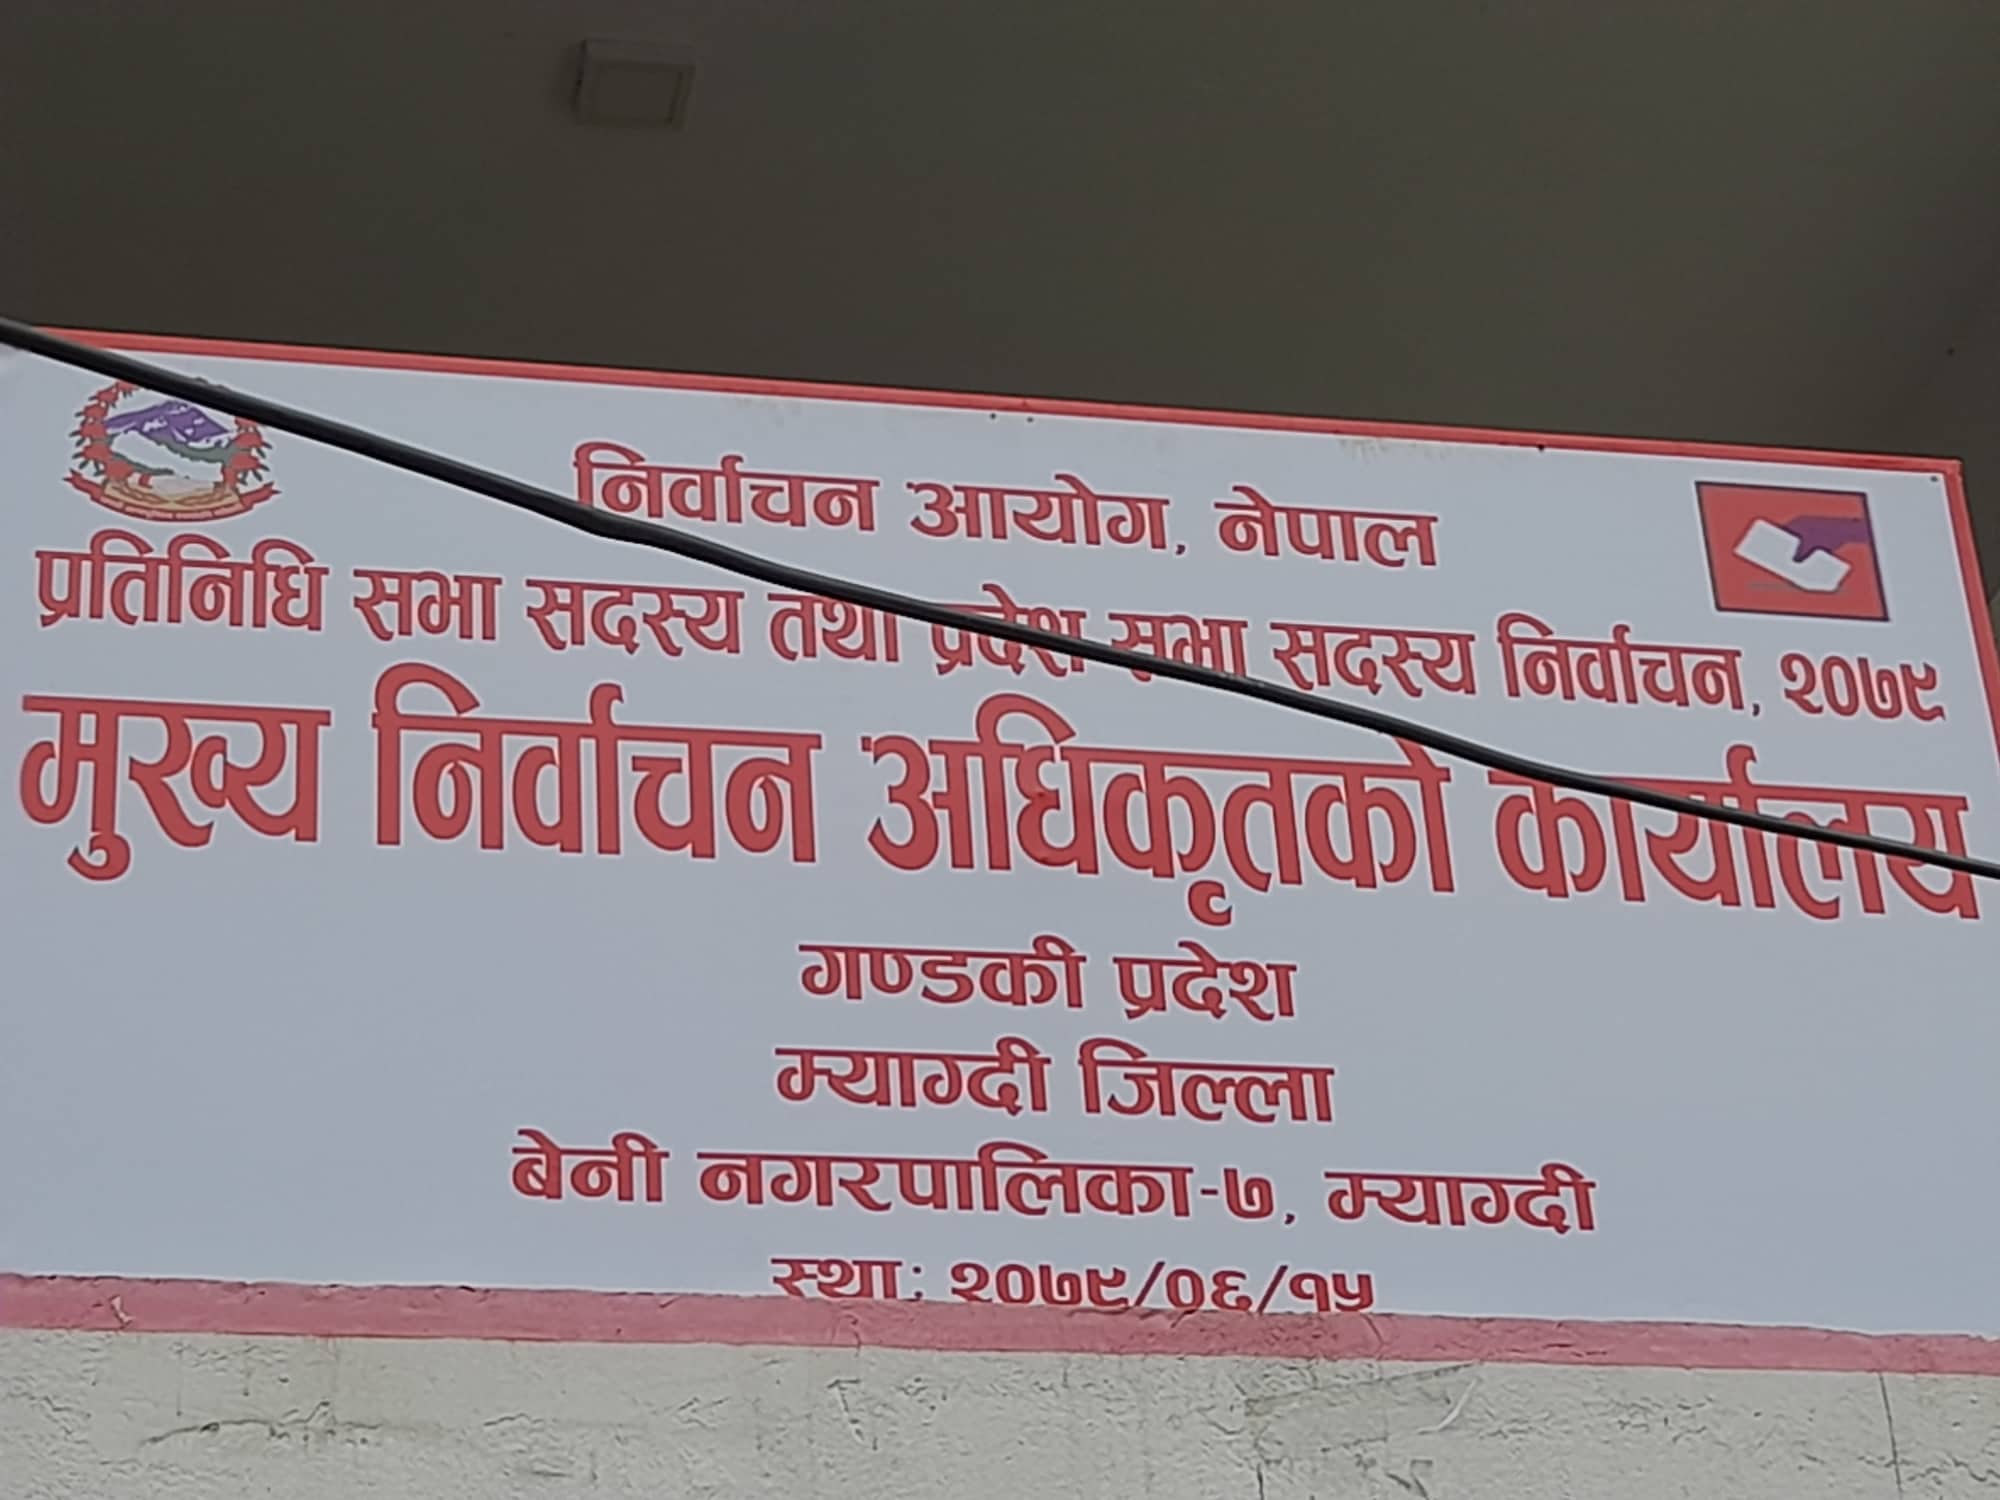 निर्वाचन आयोग, नेपाल
प्रतिनिधि सभा सदस्य तथा प्रदेश सभा सदस्य निर्वाचन, २०७९
मुख्य निर्वाचन अधिकृतको कार्यालय
गण्डकी प्रदेश
म्याग्दी जिल्ला
बेनी नगरपालिका-७, म्याग्दी
स्था: २०७९/०६/१५